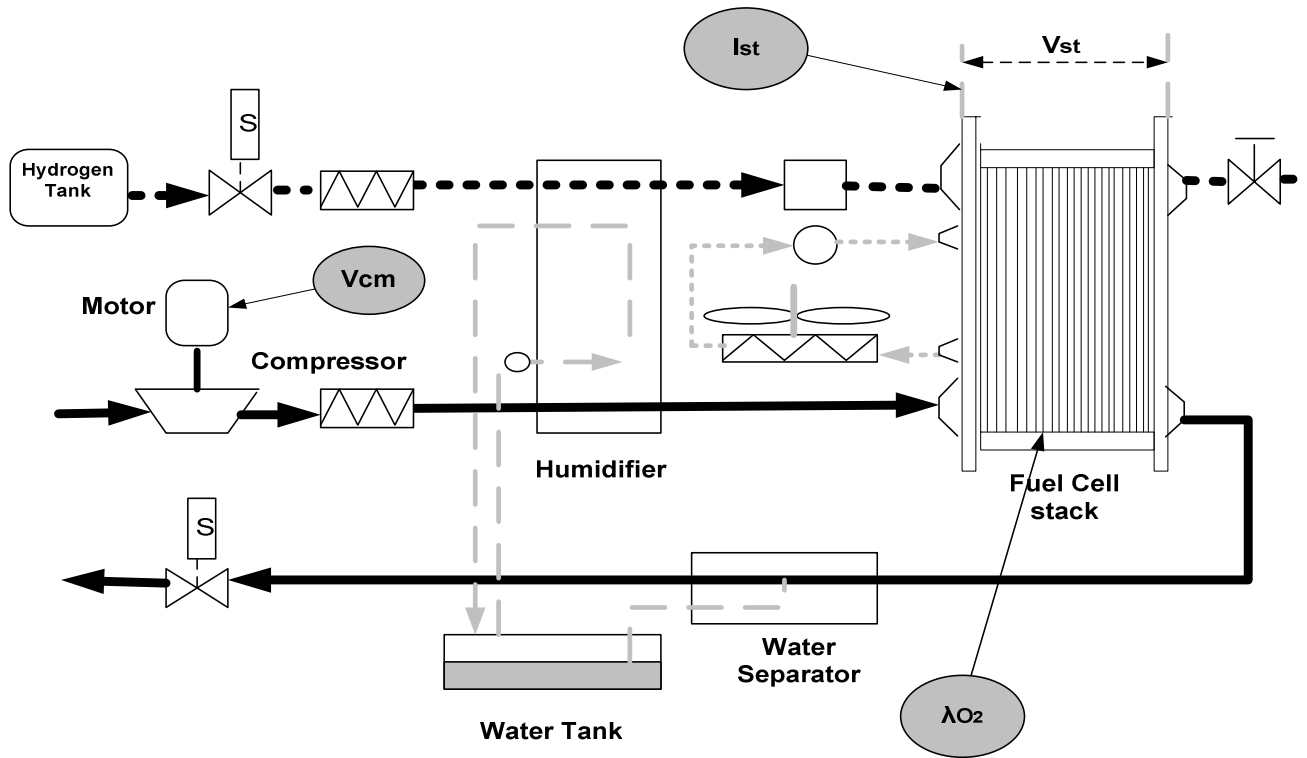 Ist
Vst
S
Hydrogen
Tank
Vcm
Motor
Compressor
Humidifier
Fuel Cell
stack
S
Water
Separator
λO2
Water Tank